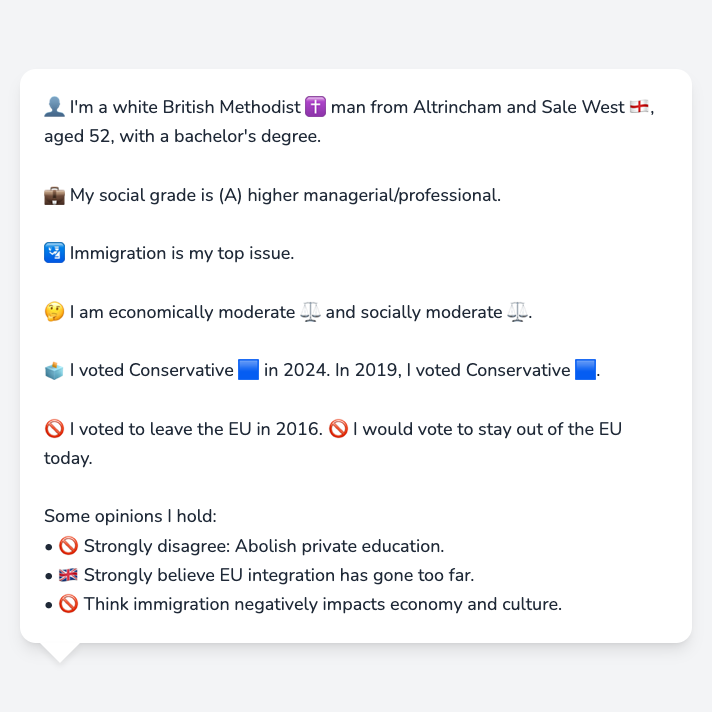 👤 I'm a white British Methodist ✝️ man from Altrincham and Sale West 🏴󠁧󠁢󠁥󠁮󠁧󠁿,
aged 52, with a bachelor's degree.
💼 My social grade is (A) higher managerial/professional.
🛂 Immigration is my top issue.
🤔 I am economically moderate ⚖️ and socially moderate ⚖️.
🗳️ I voted Conservative 🟦 in 2024. In 2019, I voted Conservative 🟦.
🚫 I voted to leave the EU in 2016. 🚫 I would vote to stay out of the EU
today.
Some opinions I hold:
• 🚫 Strongly disagree: Abolish private education.
• 🇬🇧 Strongly believe EU integration has gone too far.
• 🚫 Think immigration negatively impacts economy and culture.